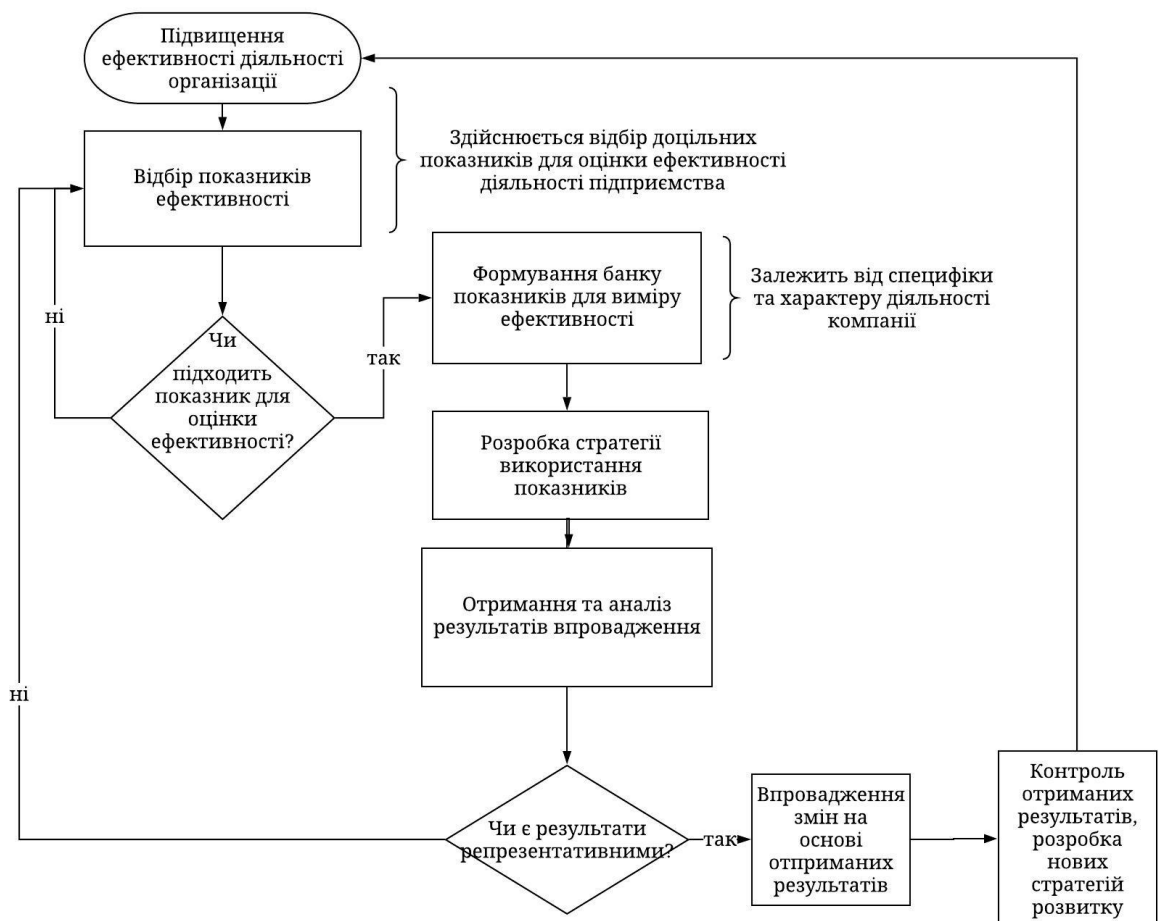 Підвищення
ефективності діяльності
організації
Здійснюється відбір доцільних
показників для оцінки ефективності
діяльності підприємства
Відбір показників
ефективності
Формування банку
показників для виміру
ефективності
Залежить від специфіки
та характеру діяльності
компанії
ні
Чи
підходить
показник для
оцінки
ефективності?
так
Розробка стратегії
використання
показників
Отримання та аналіз
результатів впровадження
ні
Чи є результати
репрезентативними?
так
Впровадження
змін на
основі
отприманих
результатів
Контроль
отриманих
результатів,
розробка
нових
стратегій
розвитку